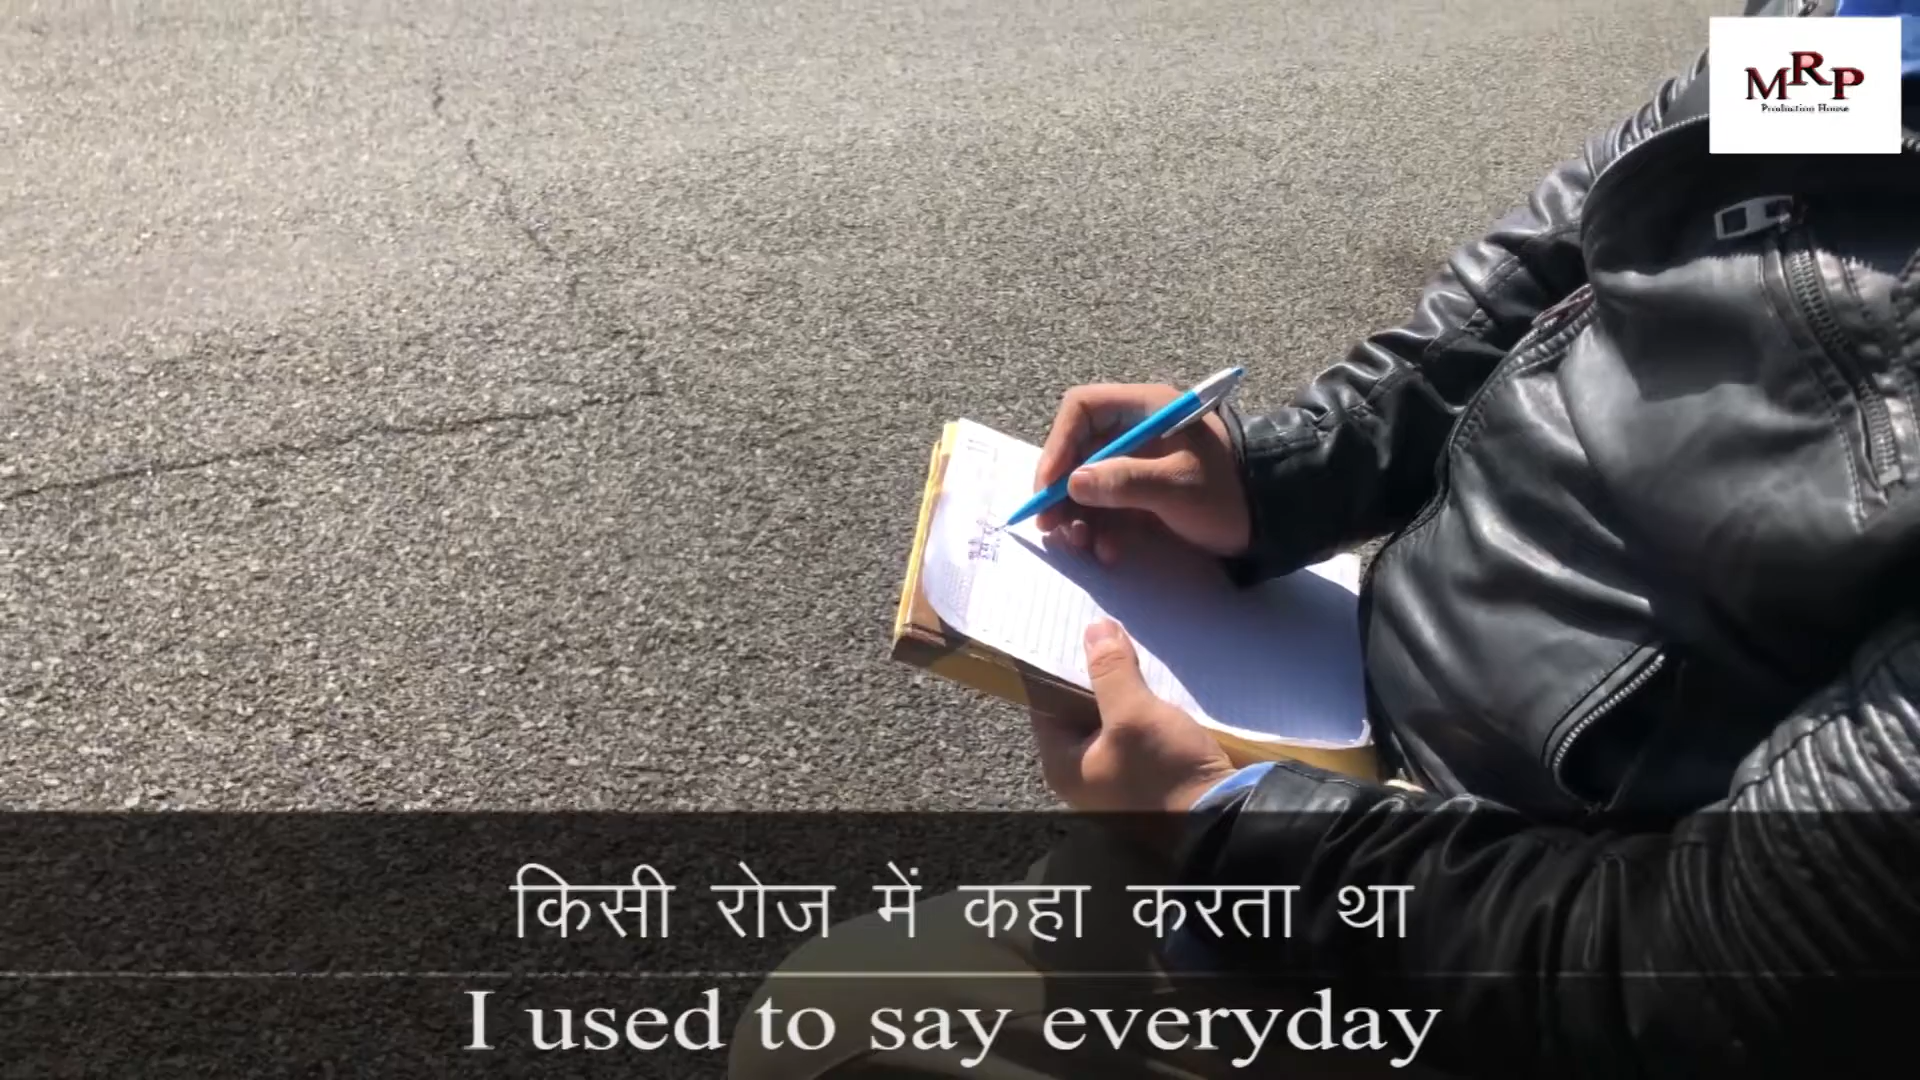 MRP
Production House
किसी रोज में कहा करता था
I used to say everyday